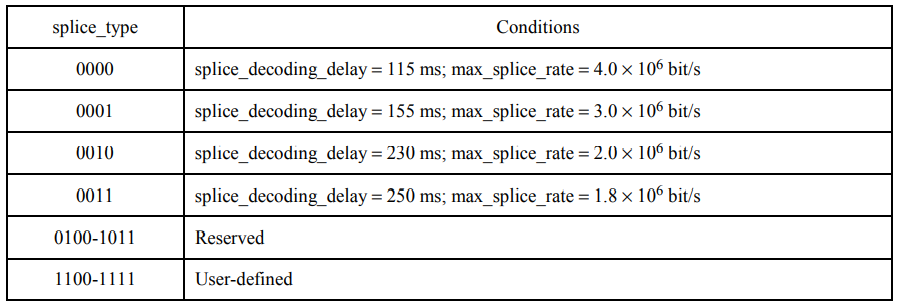 splice_type Conditions
0000 splice_decoding_delay = 115 ms; max_splice_rate = 4.0 × 10⁶ bit/s
0001 splice_decoding_delay = 155 ms; max_splice_rate = 3.0 × 10⁶ bit/s
0010 splice_decoding_delay = 230 ms; max_splice_rate = 2.0 × 10⁶ bit/s
0011 splice_decoding_delay = 250 ms; max_splice_rate = 1.8 × 10⁶ bit/s
0100-1011 Reserved
1100-1111 User-defined